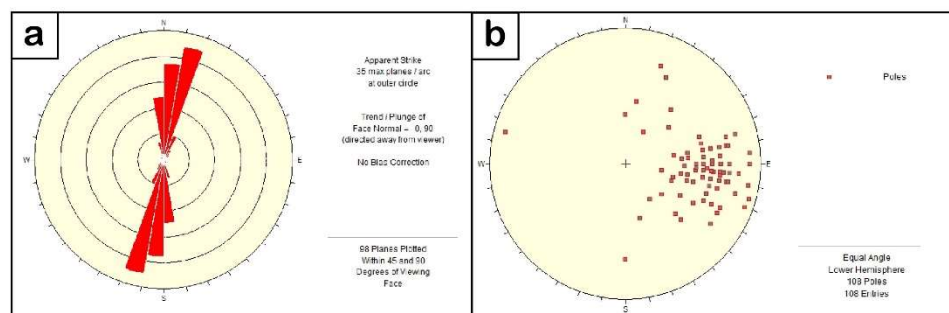 a
N
W
E
S
Apparent Strike
35 max planes / arc
at outer circle
Trend / Plunge of
Face Normal = 0, 90
(directed away from viewer)
No Bias Correction
98 Planes Plotted
Within 45 and 90
Degrees of Viewing
Face
b
N
W
E
S
Poles
Equal Angle
Lower Hemisphere
108 Poles
108 Entries